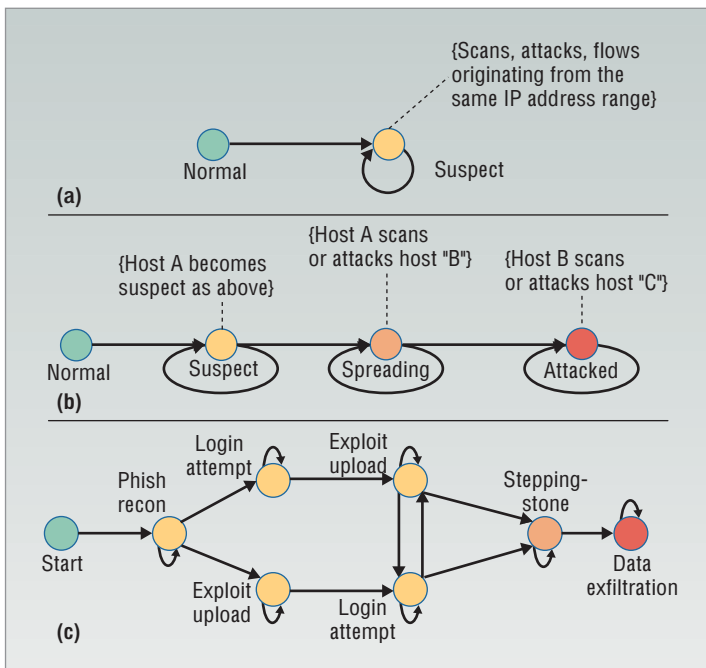 {Scans, attacks, flows
originating from the
same IP address range}
Normal
Suspect
(a)
{Host A becomes
suspect as above}
{Host A scans
or attacks host "B"}
{Host B scans
or attacks host "C"}
Normal
Suspect
Spreading
Attacked
(b)
Login
attempt
Exploit
upload
Phish
recon
Stepping-
stone
Start
Exploit
upload
Login
attempt
Data
exfiltration
(c)